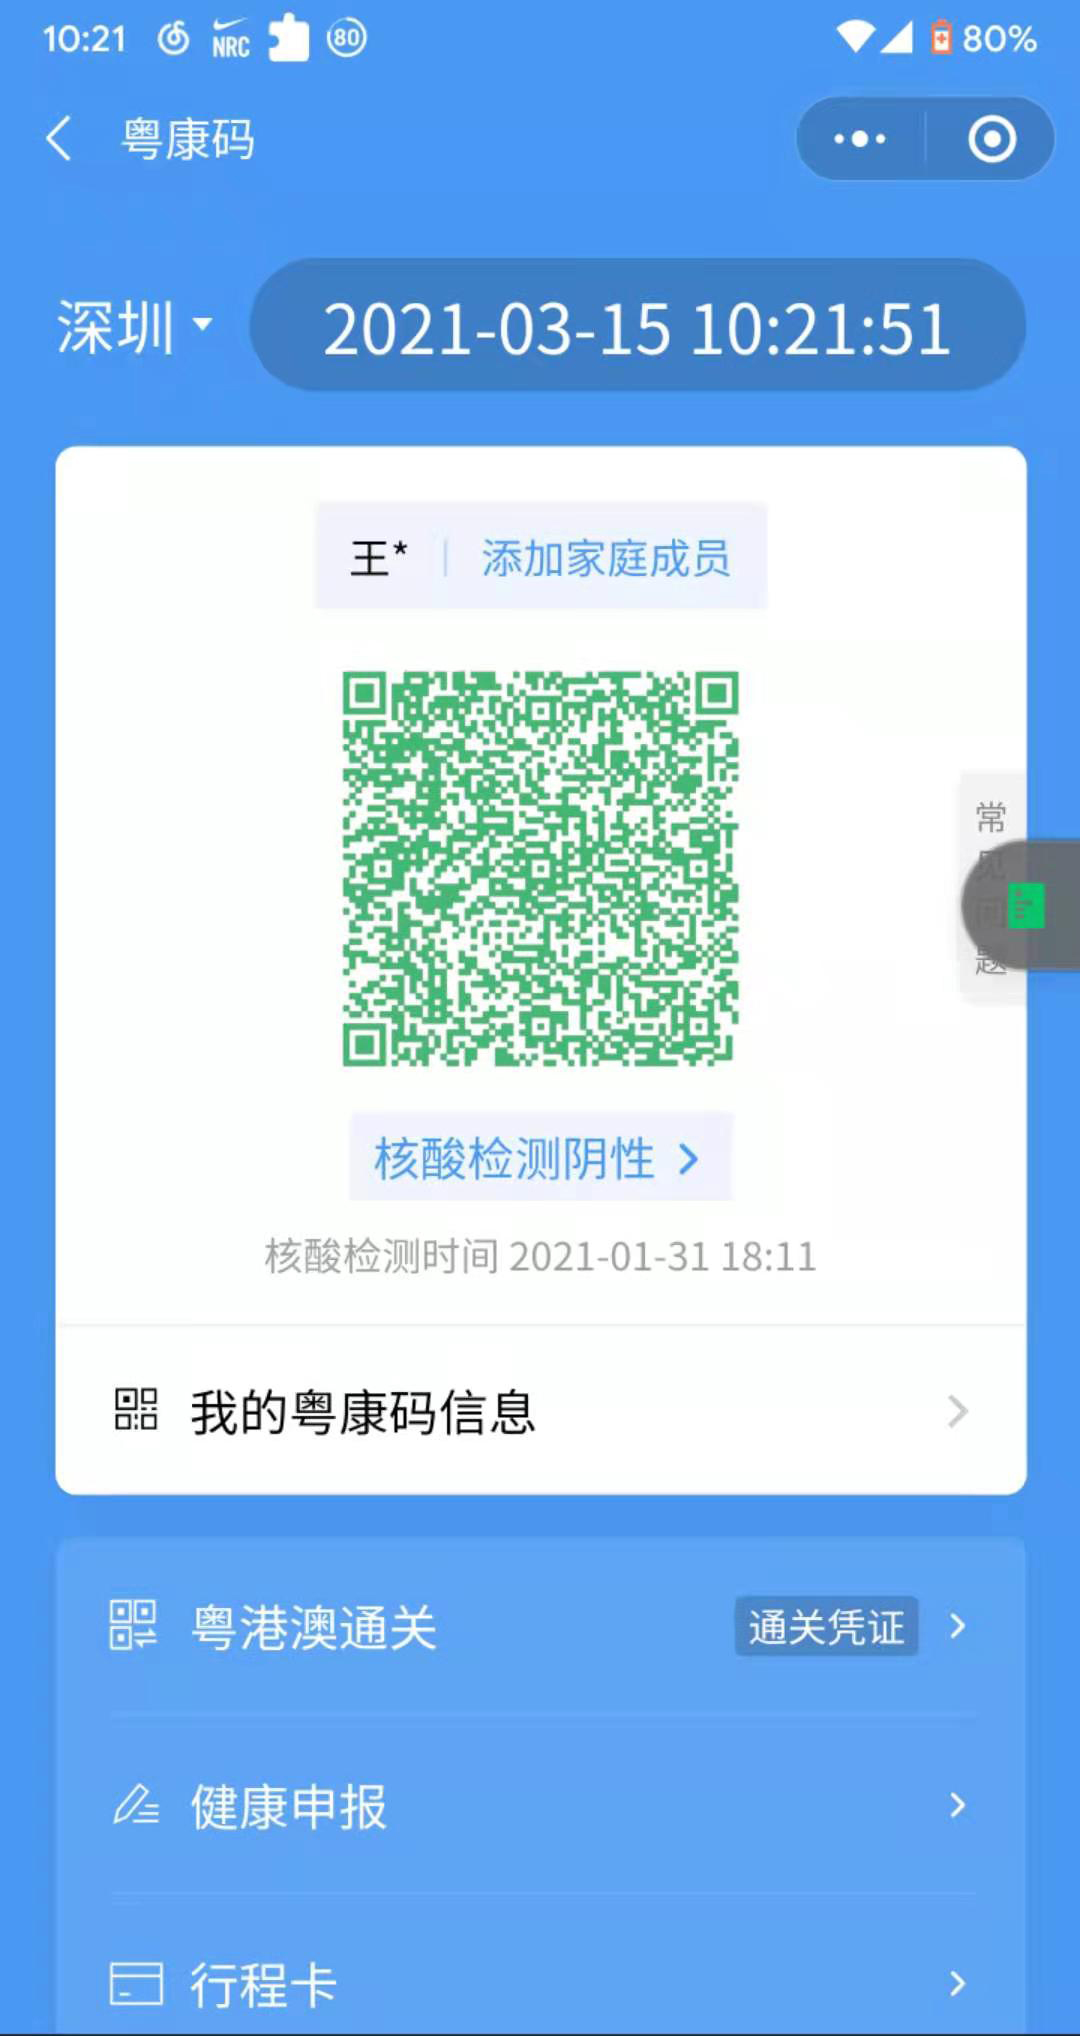 10:21 NRC 80 80%
粤康码
深圳 2021-03-15 10:21:51
王* 添加家庭成员
常见问题
核酸检测阴性
核酸检测时间 2021-01-31 18:11
我的粤康码信息
粤港澳通关 通关凭证
健康申报
行程卡